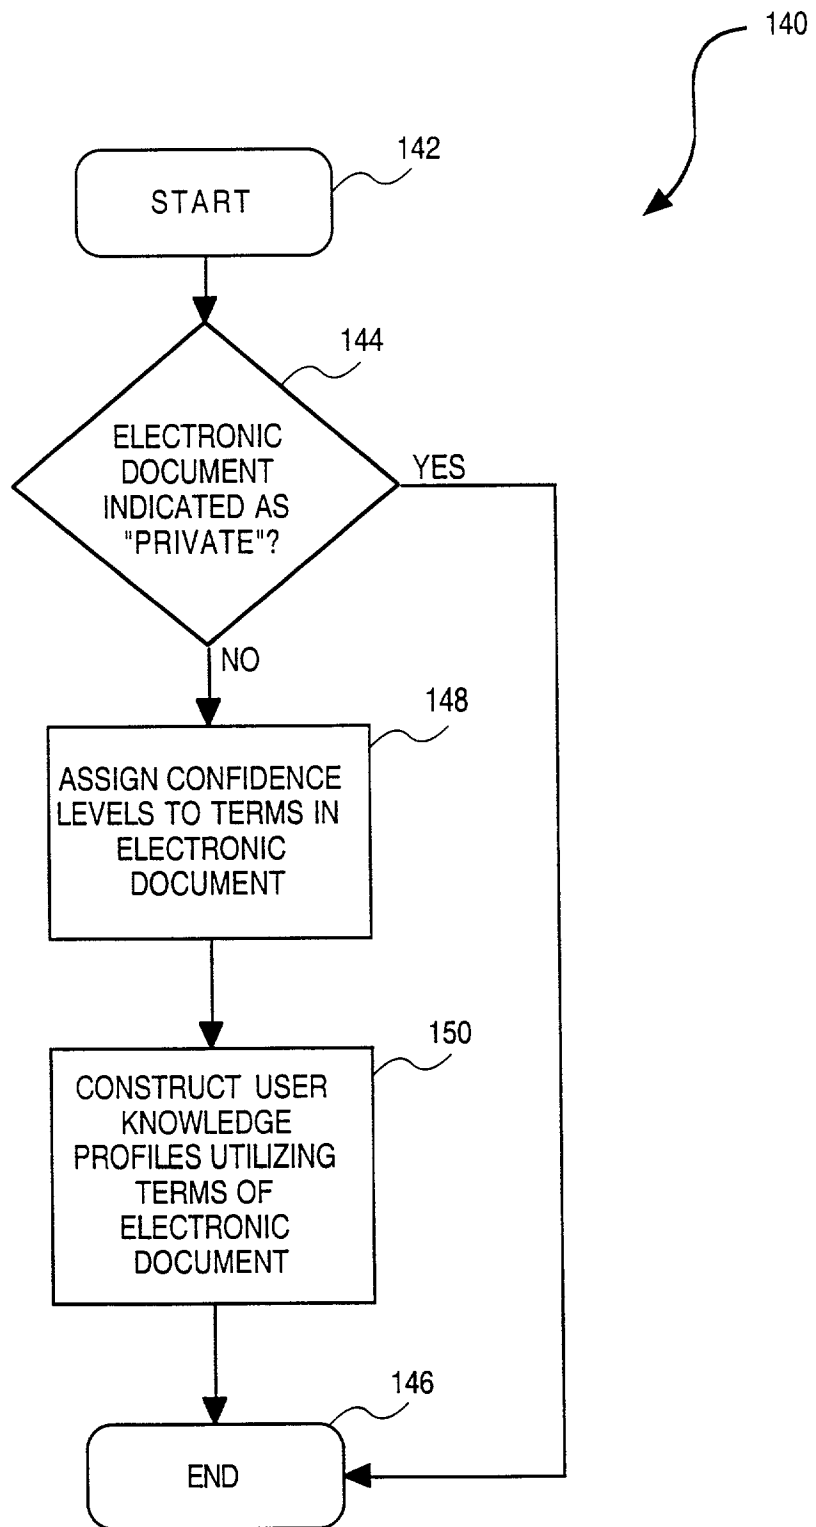 140
142
START
144
ELECTRONIC
DOCUMENT
INDICATED AS
"PRIVATE"?
YES
NO
148
ASSIGN CONFIDENCE
LEVELS TO TERMS IN
ELECTRONIC
DOCUMENT
150
CONSTRUCT USER
KNOWLEDGE
PROFILES UTILIZING
TERMS OF
ELECTRONIC
DOCUMENT
146
END